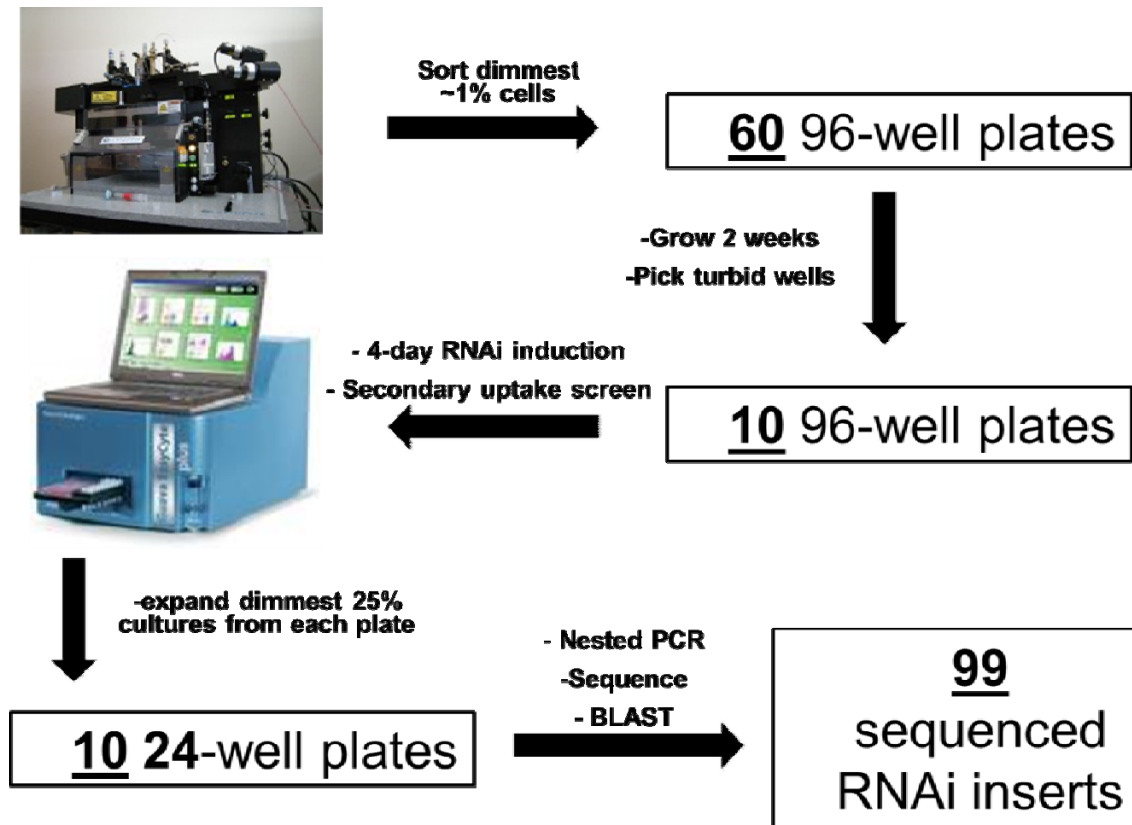 Sort dimmest
~1% cells
60 96-well plates
-Grow 2 weeks
-Pick turbid wells
- 4-day RNAi induction
- Secondary uptake screen
10 96-well plates
-expand dimmest 25%
cultures from each plate
- Nested PCR
-Sequence
- BLAST
10 24-well plates
99
sequenced
RNAi inserts